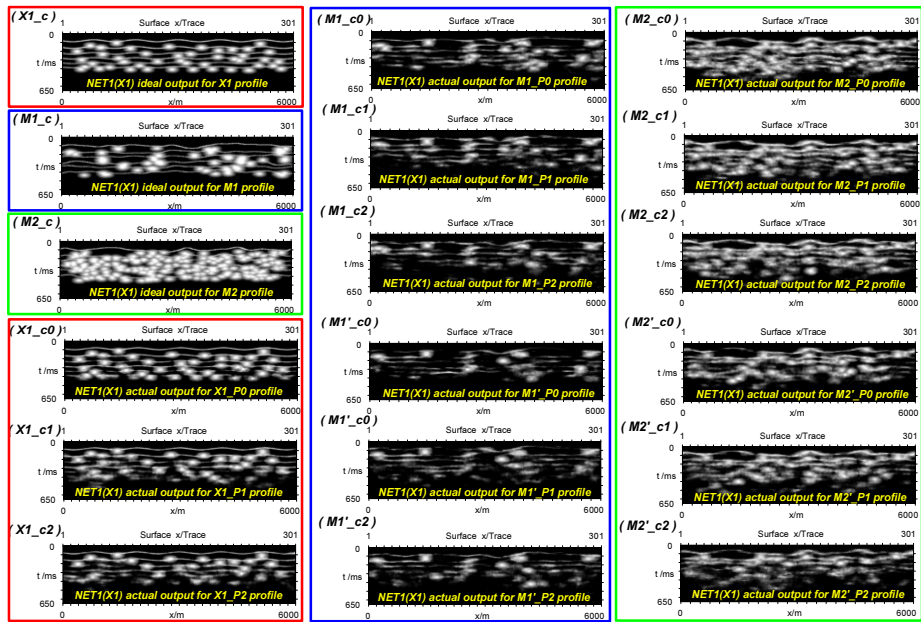 ( X1_c )
Surface x/Trace
1 301
0
t /ms
650
NET1(X1) ideal output for X1 profile
0 x/m 6000
( M1_c )
Surface x/Trace
1 301
0
t /ms
650
NET1(X1) ideal output for M1 profile
0 x/m 6000
( M2_c )
Surface x/Trace
1 301
0
t /ms
650
NET1(X1) ideal output for M2 profile
0 x/m 6000
( X1_c0 )
Surface x/Trace
1 301
0
t /ms
650
NET1(X1) actual output for X1_P0 profile
0 x/m 6000
( X1_c1 )
Surface x/Trace
1 301
0
t /ms
650
NET1(X1) actual output for X1_P1 profile
0 x/m 6000
( X1_c2 )
Surface x/Trace
1 301
0
t /ms
650
NET1(X1) actual output for X1_P2 profile
0 x/m 6000
( M1_c0 )
Surface x/Trace
1 301
0
t /ms
650
NET1(X1) actual output for M1_P0 profile
0 x/m 6000
( M1_c1 )
Surface x/Trace
1 301
0
t /ms
650
NET1(X1) actual output for M1_P1 profile
0 x/m 6000
( M1_c2 )
Surface x/Trace
1 301
0
t /ms
650
NET1(X1) actual output for M1_P2 profile
0 x/m 6000
( M1'_c0 )
Surface x/Trace
1 301
0
t /ms
650
NET1(X1) actual output for M1'_P0 profile
0 x/m 6000
( M1'_c0 )
Surface x/Trace
1 301
0
t /ms
650
NET1(X1) actual output for M1'_P1 profile
0 x/m 6000
( M1'_c2 )
Surface x/Trace
1 301
0
t /ms
650
NET1(X1) actual output for M1'_P2 profile
0 x/m 6000
( M2_c0 )
Surface x/Trace
1 301
0
t /ms
650
NET1(X1) actual output for M2_P0 profile
0 x/m 6000
( M2_c1 )
Surface x/Trace
1 301
0
t /ms
650
NET1(X1) actual output for M2_P1 profile
0 x/m 6000
( M2_c2 )
Surface x/Trace
1 301
0
t /ms
650
NET1(X1) actual output for M2_P2 profile
0 x/m 6000
( M2'_c0 )
Surface x/Trace
1 301
0
t /ms
650
NET1(X1) actual output for M2'_P0 profile
0 x/m 6000
( M2'_c1 )
Surface x/Trace
1 301
0
t /ms
650
NET1(X1) actual output for M2'_P1 profile
0 x/m 6000
( M2'_c2 )
Surface x/Trace
1 301
0
t /ms
650
NET1(X1) actual output for M2'_P2 profile
0 x/m 6000